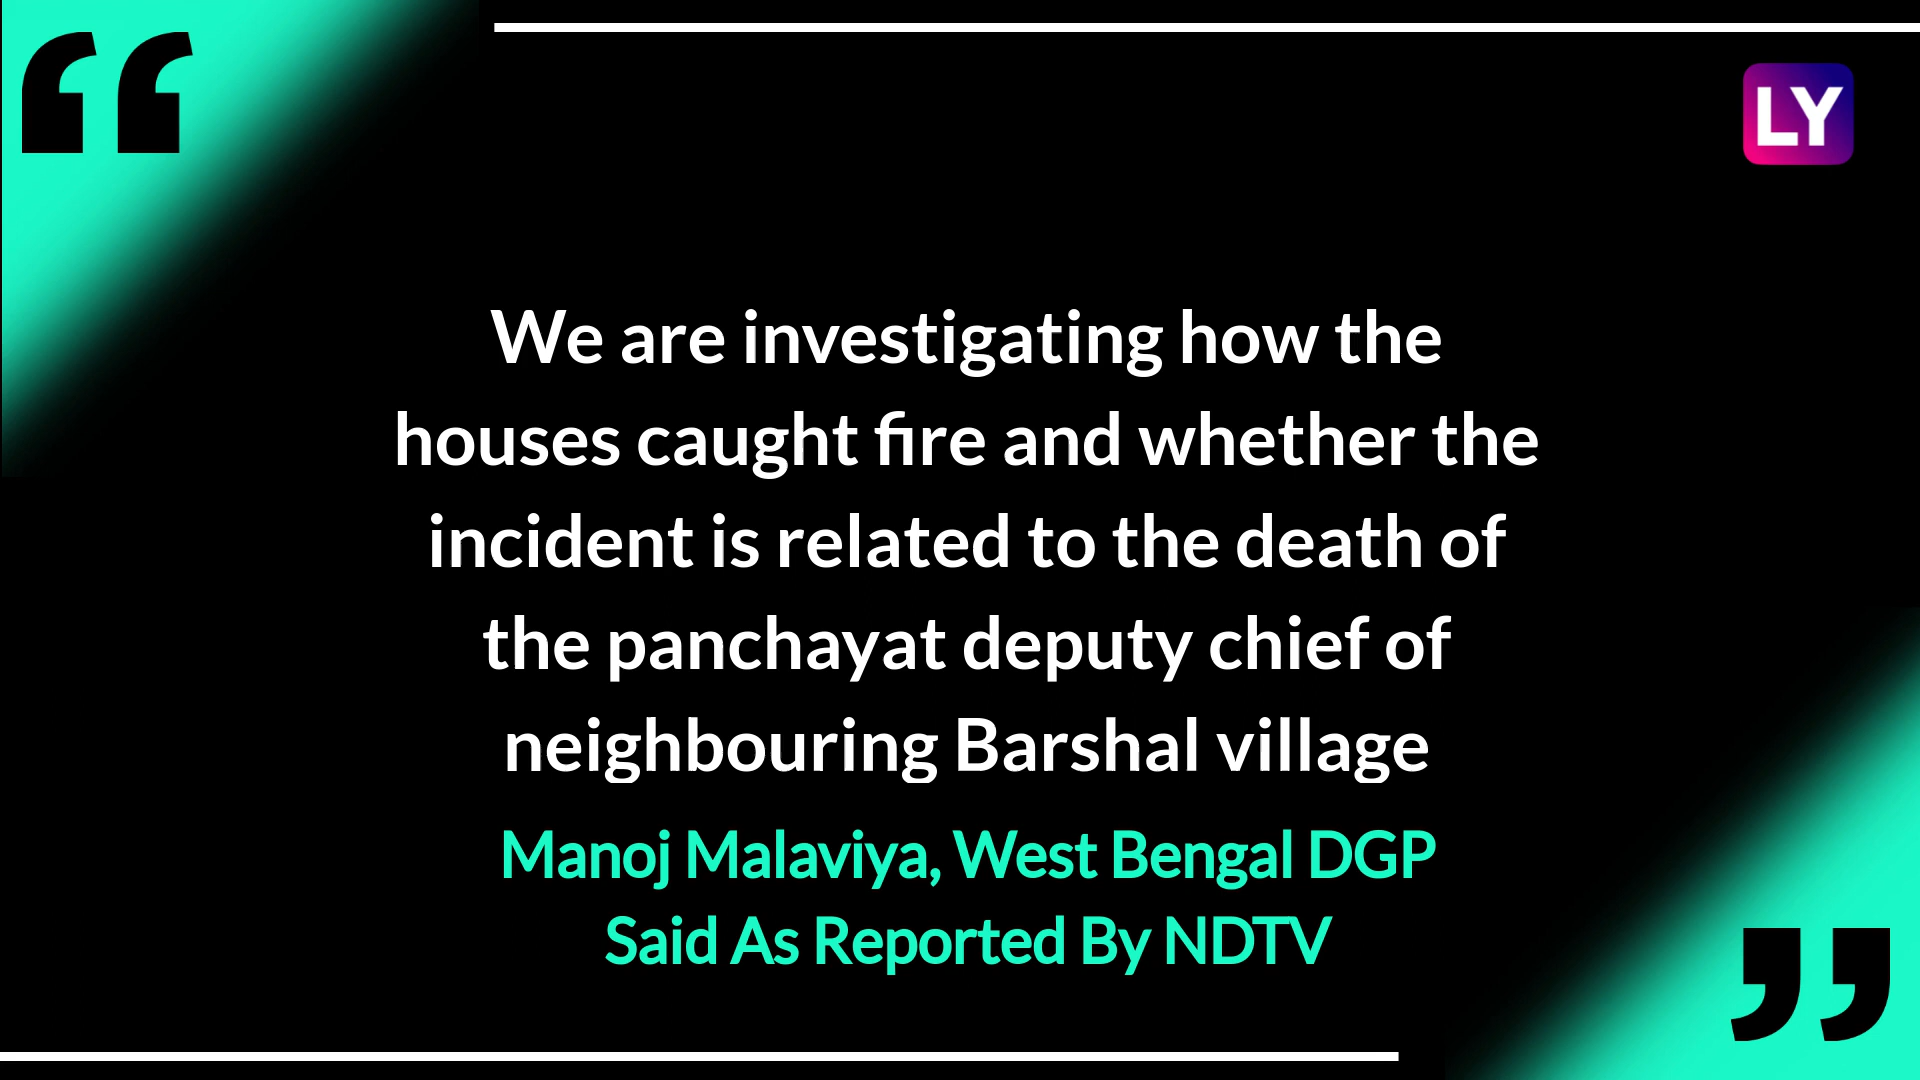 “
LY
We are investigating how the
houses caught fire and whether the
incident is related to the death of
the panchayat deputy chief of
neighbouring Barshal village
Manoj Malaviya, West Bengal DGP
Said As Reported By NDTV
”